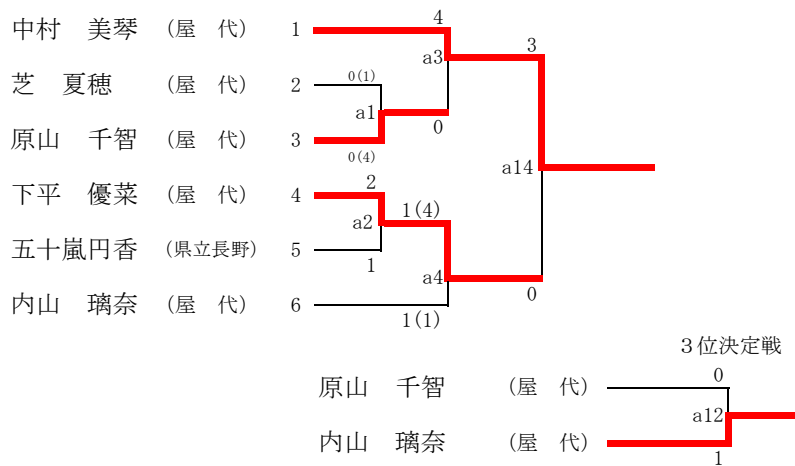 中村 美琴 (屋 代) 1 4 3
a3
芝 夏穂 (屋 代) 2 0(1)
a1
原山 千智 (屋 代) 3 0(4) 0
a14
下平 優菜 (屋 代) 4 2 1(4)
a2
五十嵐円香 (県立長野) 5 1
a4 0
内山 璃奈 (屋 代) 6 1(1)
3位決定戦
原山 千智 (屋 代) 0
a12
内山 璃奈 (屋 代) 1